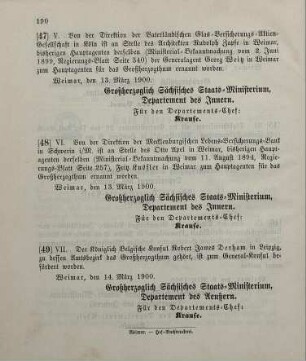 190
[47] V. Von der Direktion der Vaterländischen Glas-Versicherungs-Aktien-
Gesellschaft in Köln ist an Stelle des Architekten Rudolph Zapfe in Weimar,
bisherigen Hauptagenten derselben (Ministerial-Bekanntmachung vom 2. Juni
1899, Regierungs-Blatt Seite 340) der Generalagent Georg Weitz in Weimar
zum Hauptagenten für das Großherzogthum ernannt worden.
Weimar, den 13. März 1900.
Großherzoglich Sächsisches Staats-Ministerium,
Departement des Innern.
Für den Departements-Chef:
Krause.
[48] VI. Von der Direktion der Mecklenburgischen Lebens-Versicherungs-Bank
in Schwerin i/M. ist an Stelle des Otto Apel in Weimar, bisherigen Haupt-
agenten derselben (Ministerial-Bekanntmachung vom 11. August 1894, Regie-
rungs-Blatt Seite 257), Fritz in Weimar zum Hauptagenten für das
Großherzogthum ernannt worden.
Weimar, den 13. März 1900.
Großherzoglich Sächsisches Staats-Ministerium,
Departement des Innern.
Für den Departements-Chef:
Krause.
[49] VII. Der Königlich Belgische Konsul Robert James Derham in Leipzig,
zu dessen Amtsbezirk das Großherzogthum gehört, ist zum General-Konsul be-
fördert worden.
Weimar, den 14. März 1900.
Großherzoglich Sächsisches Staats-Ministerium,
Departement des Aeußern.
Für den Departements-Chef:
Krause.
Weimar. — Hof-Buchdruckerei.